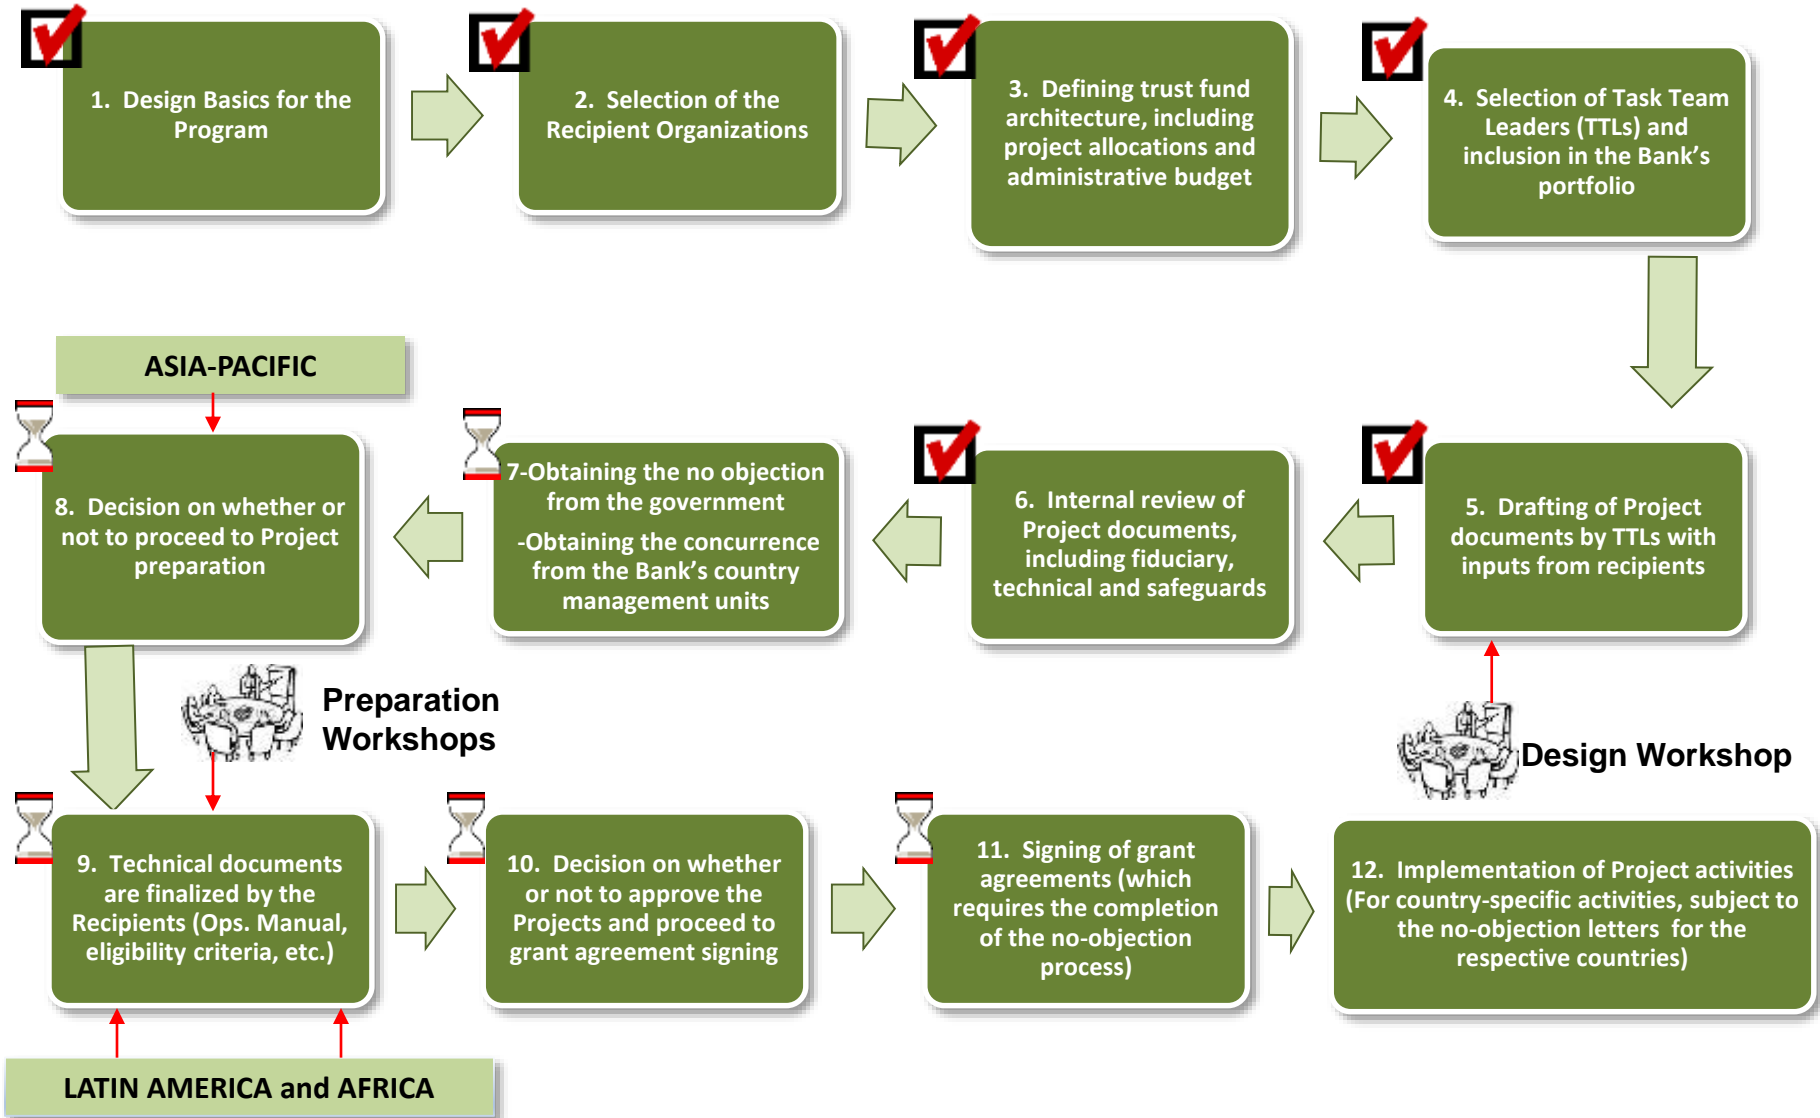 1. Design Basics for the
Program
2. Selection of the
Recipient Organizations
3. Defining trust fund
architecture, including
project allocations and
administrative budget
4. Selection of Task Team
Leaders (TTLs) and
inclusion in the Bank’s
portfolio
ASIA-PACIFIC
8. Decision on whether or
not to proceed to Project
preparation
7-Obtaining the no objection
from the government
-Obtaining the concurrence
from the Bank’s country
management units
6. Internal review of
Project documents,
including fiduciary,
technical and safeguards
5. Drafting of Project
documents by TTLs with
inputs from recipients
Preparation
Workshops
Design Workshop
9. Technical documents
are finalized by the
Recipients (Ops. Manual,
eligibility criteria, etc.)
10. Decision on whether
or not to approve the
Projects and proceed to
grant agreement signing
11. Signing of grant
agreements (which
requires the completion
of the no-objection
process)
12. Implementation of Project activities
(For country-specific activities, subject to
the no-objection letters for the
respective countries)
LATIN AMERICA and AFRICA